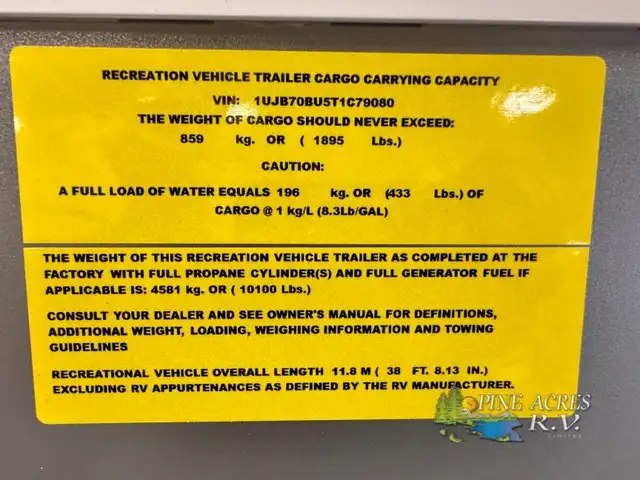 RECREATION VEHICLE TRAILER CARGO CARRYING CAPACITY
VIN: 1UJB70BU5T1C79080
THE WEIGHT OF CARGO SHOULD NEVER EXCEED:
859 kg. OR ( 1895 Lbs.)
CAUTION:
A FULL LOAD OF WATER EQUALS 196 kg. OR (433 Lbs.) OF
CARGO @ 1 kg/L (8.3Lb/GAL)
THE WEIGHT OF THIS RECREATION VEHICLE TRAILER AS COMPLETED AT THE
FACTORY WITH FULL PROPANE CYLINDER(S) AND FULL GENERATOR FUEL IF
APPLICABLE IS: 4581 kg. OR ( 10100 Lbs.)
CONSULT YOUR DEALER AND SEE OWNER'S MANUAL FOR DEFINITIONS,
ADDITIONAL WEIGHT, LOADING, WEIGHING INFORMATION AND TOWING
GUIDELINES
RECREATIONAL VEHICLE OVERALL LENGTH 11.8 M ( 38 FT. 8.13 IN.)
EXCLUDING RV APPURTENANCES AS DEFINED BY THE RV MANUFACTURER.
PINE ACRES
R.V.
LIMITED